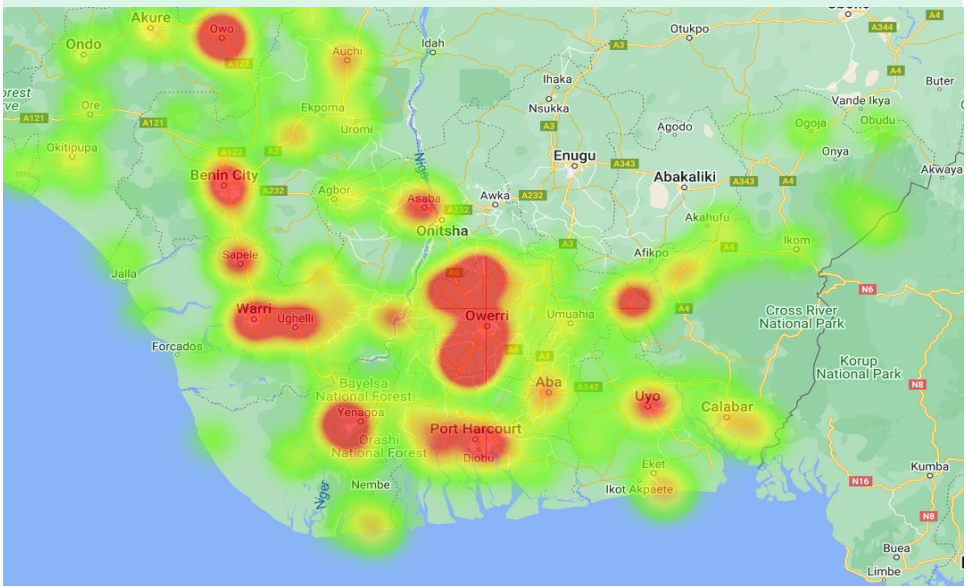 Akure
Owo
A122
Ondo
Auchi
Idah
Otukpo
A3
A344
A4
A4
Buter
Ihaka
Nsukka
Ekpoma
Uromi
Ore
A121
A121
Vande Ikya
Ogoja
Obudu
Agodo
A3
Okitipupa
A122
A2
Niger
Enugu
A343
Onya
Benin City
A232
Agbor
Asaba
A232
Awka
A232
Abakaliki
A343
A4
Akwaya
Onitsha
Akahufu
A3
A4
Ikom
Afikpo
Sapele
Jalla
A6
N6
Warri
Ughelli
Owerri
Umuahia
A4
Cross River
National Park
Forcados
A6
A3
Korup
National Park
Bayelsa
National Forest
Aba
A342
N8
Yenagoa
Uyo
Calabar
Orashi
National Forest
Port Harcourt
Diobu
Nembe
Niger
Eket
Ikot Akpaete
Kumba
N16
N8
Buea
Limbe